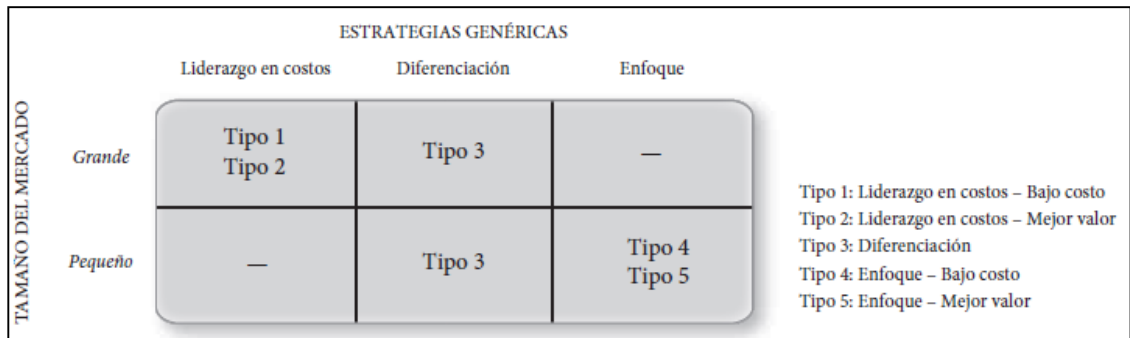 ESTRATEGIAS GENÉRICAS
Liderazgo en costos Diferenciación Enfoque
TAMAÑO DEL MERCADO
Grande
Tipo 1
Tipo 2
Tipo 3
—
Pequeño
—
Tipo 3
Tipo 4
Tipo 5
Tipo 1: Liderazgo en costos – Bajo costo
Tipo 2: Liderazgo en costos – Mejor valor
Tipo 3: Diferenciación
Tipo 4: Enfoque – Bajo costo
Tipo 5: Enfoque – Mejor valor